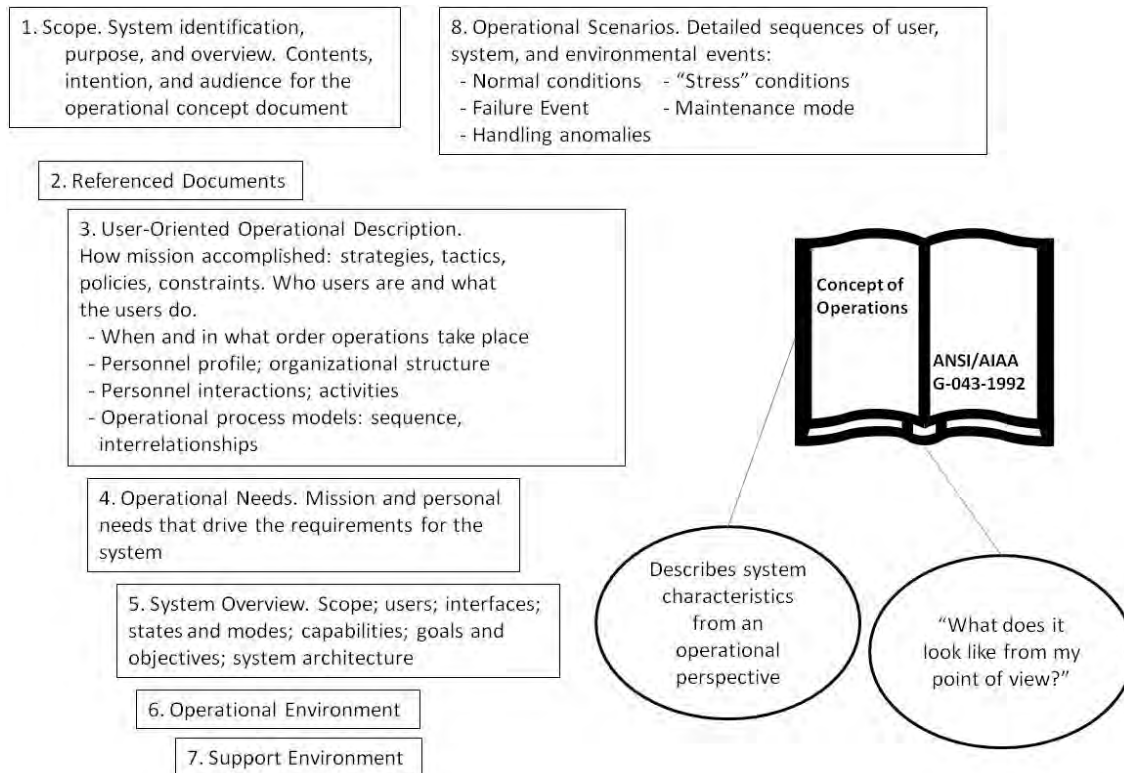 1. Scope. System identification,
purpose, and overview. Contents,
intention, and audience for the
operational concept document
2. Referenced Documents
3. User-Oriented Operational Description.
How mission accomplished: strategies, tactics,
policies, constraints. Who users are and what
the users do.
- When and in what order operations take place
- Personnel profile; organizational structure
- Personnel interactions; activities
- Operational process models: sequence,
interrelationships
4. Operational Needs. Mission and personal
needs that drive the requirements for the
system
5. System Overview. Scope; users; interfaces;
states and modes; capabilities; goals and
objectives; system architecture
6. Operational Environment
7. Support Environment
8. Operational Scenarios. Detailed sequences of user,
system, and environmental events:
- Normal conditions - “Stress” conditions
- Failure Event - Maintenance mode
- Handling anomalies
Concept of
Operations
ANSI/AIAA
G-043-1992
Describes system
characteristics
from an
operational
perspective
“What does it
look like from my
point of view?”